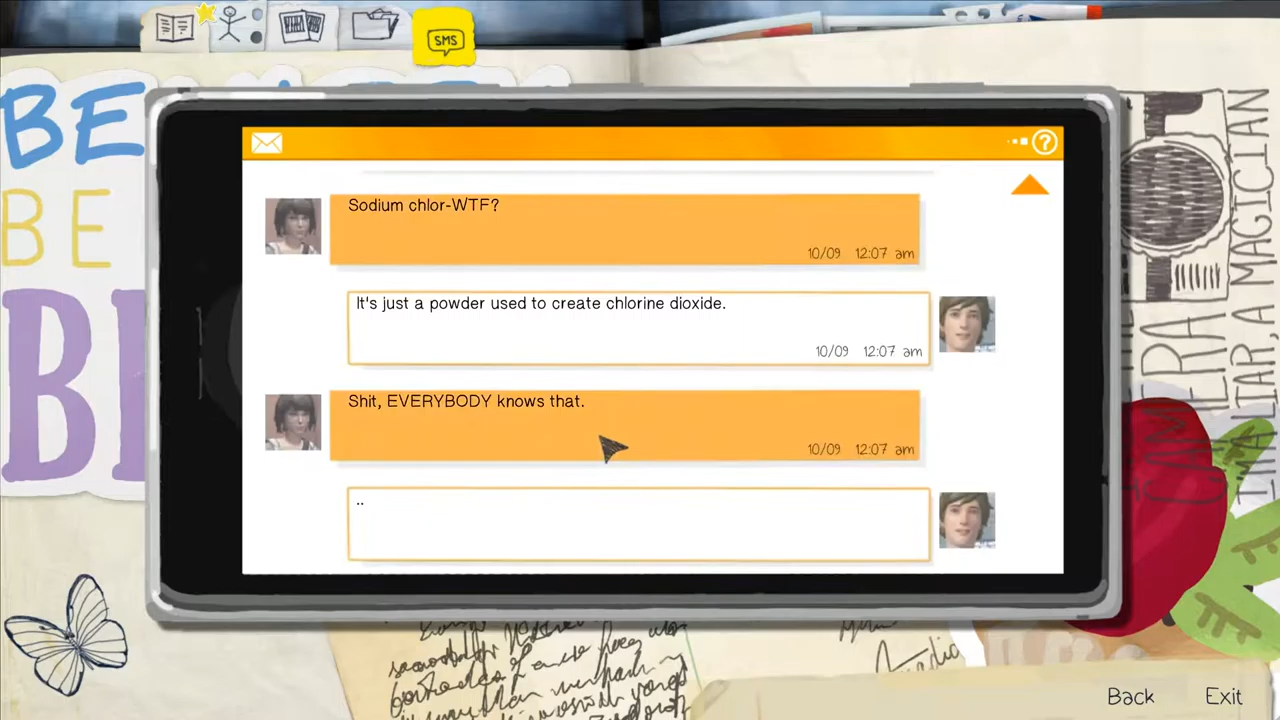 SMS
BE
BE
Sodium chlor-WTF?
10/09 12:07 am
It's just a powder used to create chlorine dioxide.
10/09 12:07 am
Shit, EVERYBODY knows that.
10/09 12:07 am
..
CAMERA
I'M A LIAR, A MAGICIAN
Back
Exit